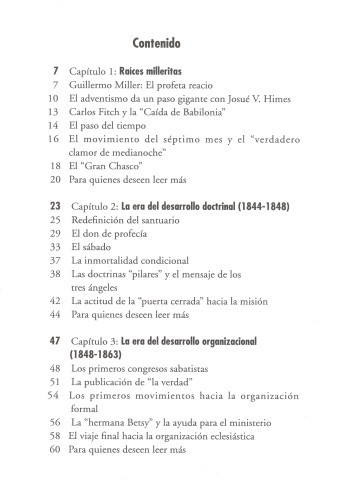 Contenido
7 Capítulo 1: Raíces milleritas
7 Guillermo Miller: El profeta reacio
10 El adventismo da un paso gigante con Josué V. Himes
13 Carlos Fitch y la "Caída de Babilonia"
14 El paso del tiempo
16 El movimiento del séptimo mes y el "verdadero
clamor de medianoche"
18 El "Gran Chasco"
20 Para quienes deseen leer más
23 Capítulo 2: La era del desarrollo doctrinal (1844-1848)
25 Redefinición del santuario
29 El don de profecía
33 El sábado
37 La inmortalidad condicional
38 Las doctrinas "pilares" y el mensaje de los
tres ángeles
42 La actitud de la "puerta cerrada" hacia la misión
44 Para quienes deseen leer más
47 Capítulo 3: La era del desarrollo organizacional
(1848-1863)
48 Los primeros congresos sabatistas
51 La publicación de "la verdad"
54 Los primeros movimientos hacia la organización
formal
56 La "hermana Betsy" y la ayuda para el ministerio
58 El viaje final hacia la organización eclesiástica
60 Para quienes deseen leer más